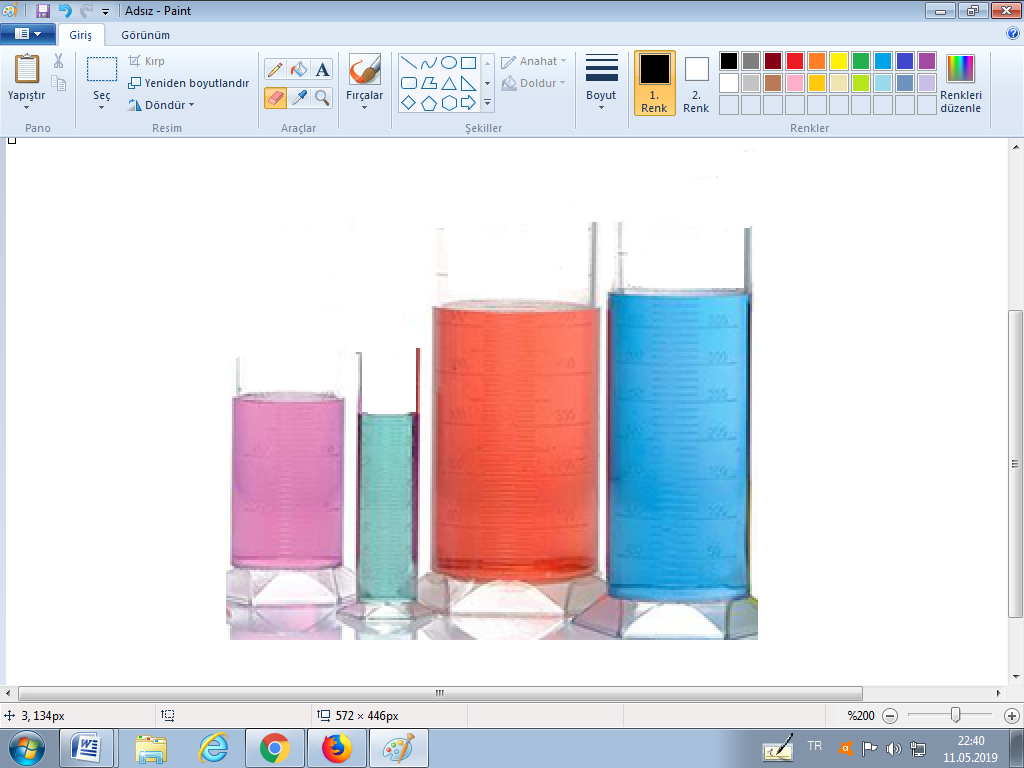 Adsız - Paint
Giriş
Görünüm
Yapıştır
Pano
Seç
Kırp
Yeniden boyutlandır
Döndür
Resim
A
Araçlar
Fırçalar
Şekiller
Anahat
Doldur
Boyut
1.
Renk
2.
Renk
Renkler
Renkleri
düzenle
3, 134px
572 × 446px
%200
TR
22:40
11.05.2019